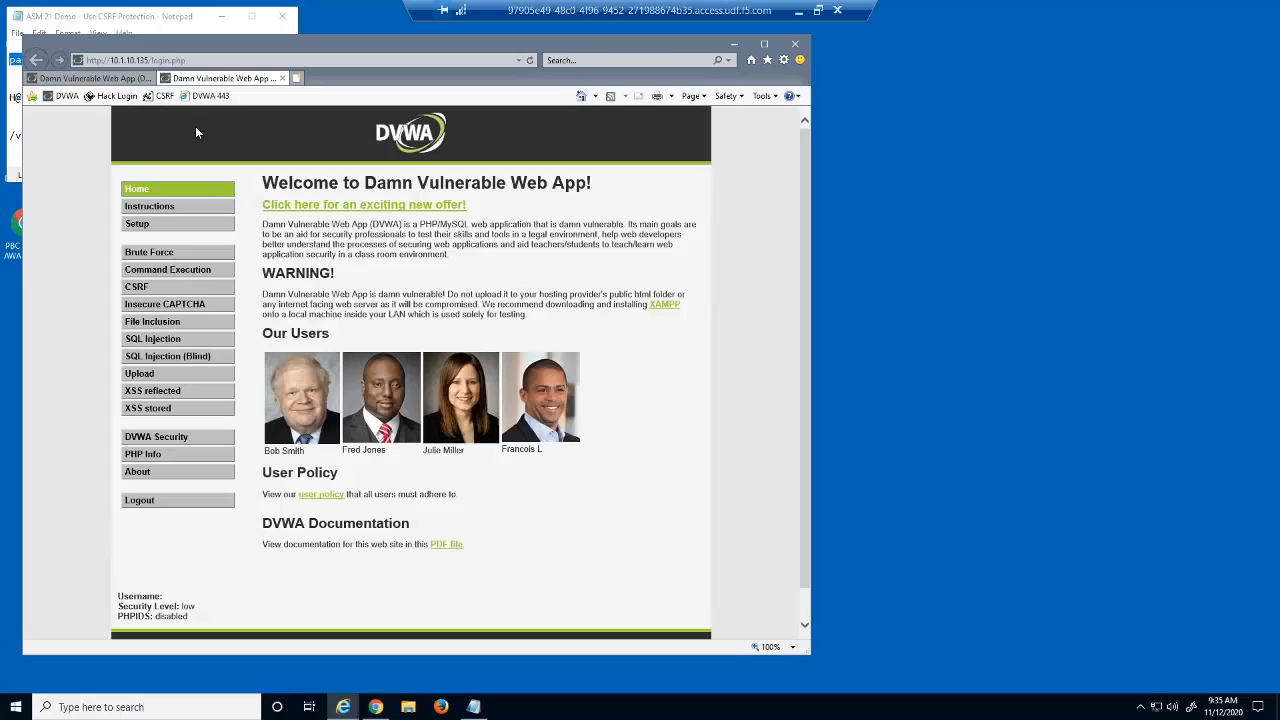 ASM 21 Demo - Use CSRF Protection - Notepad
97905e49-48c0-4f96-9452-271988674b35.access.udf.f5.com
File Edit Format View Help
http://10.1.10.135/login.php
Search...
Damn Vulnerable Web App (D...
Damn Vulnerable Web App ...
DVWA Hack Login CSRF DVWA 443
Page Safety Tools
DVWA
Home
Instructions
Setup
Brute Force
Command Execution
CSRF
Insecure CAPTCHA
File Inclusion
SQL Injection
SQL Injection (Blind)
Upload
XSS reflected
XSS stored
DVWA Security
PHP Info
About
Logout
Welcome to Damn Vulnerable Web App!
Click here for an exciting new offer!
Damn Vulnerable Web App (DVWA) is a PHP/MySQL web application that is damn vulnerable. Its main goals are
to be an aid for security professionals to test their skills and tools in a legal environment, help web developers
better understand the processes of securing web applications and aid teachers/students to teach/learn web
application security in a class room environment.
WARNING!
Damn Vulnerable Web App is damn vulnerable! Do not upload it to your hosting provider's public html folder or
any internet facing web server as it will be compromised. We recommend downloading and installing XAMPP
onto a local machine inside your LAN which is used solely for testing.
Our Users
Bob Smith Fred Jones Julie Miller Francois L
User Policy
View our user policy that all users must adhere to.
DVWA Documentation
View documentation for this web site in this PDF file.
Username:
Security Level: low
PHPIDS: disabled
100%
PBC
AWA
Type here to search
9:35 AM
11/12/2020